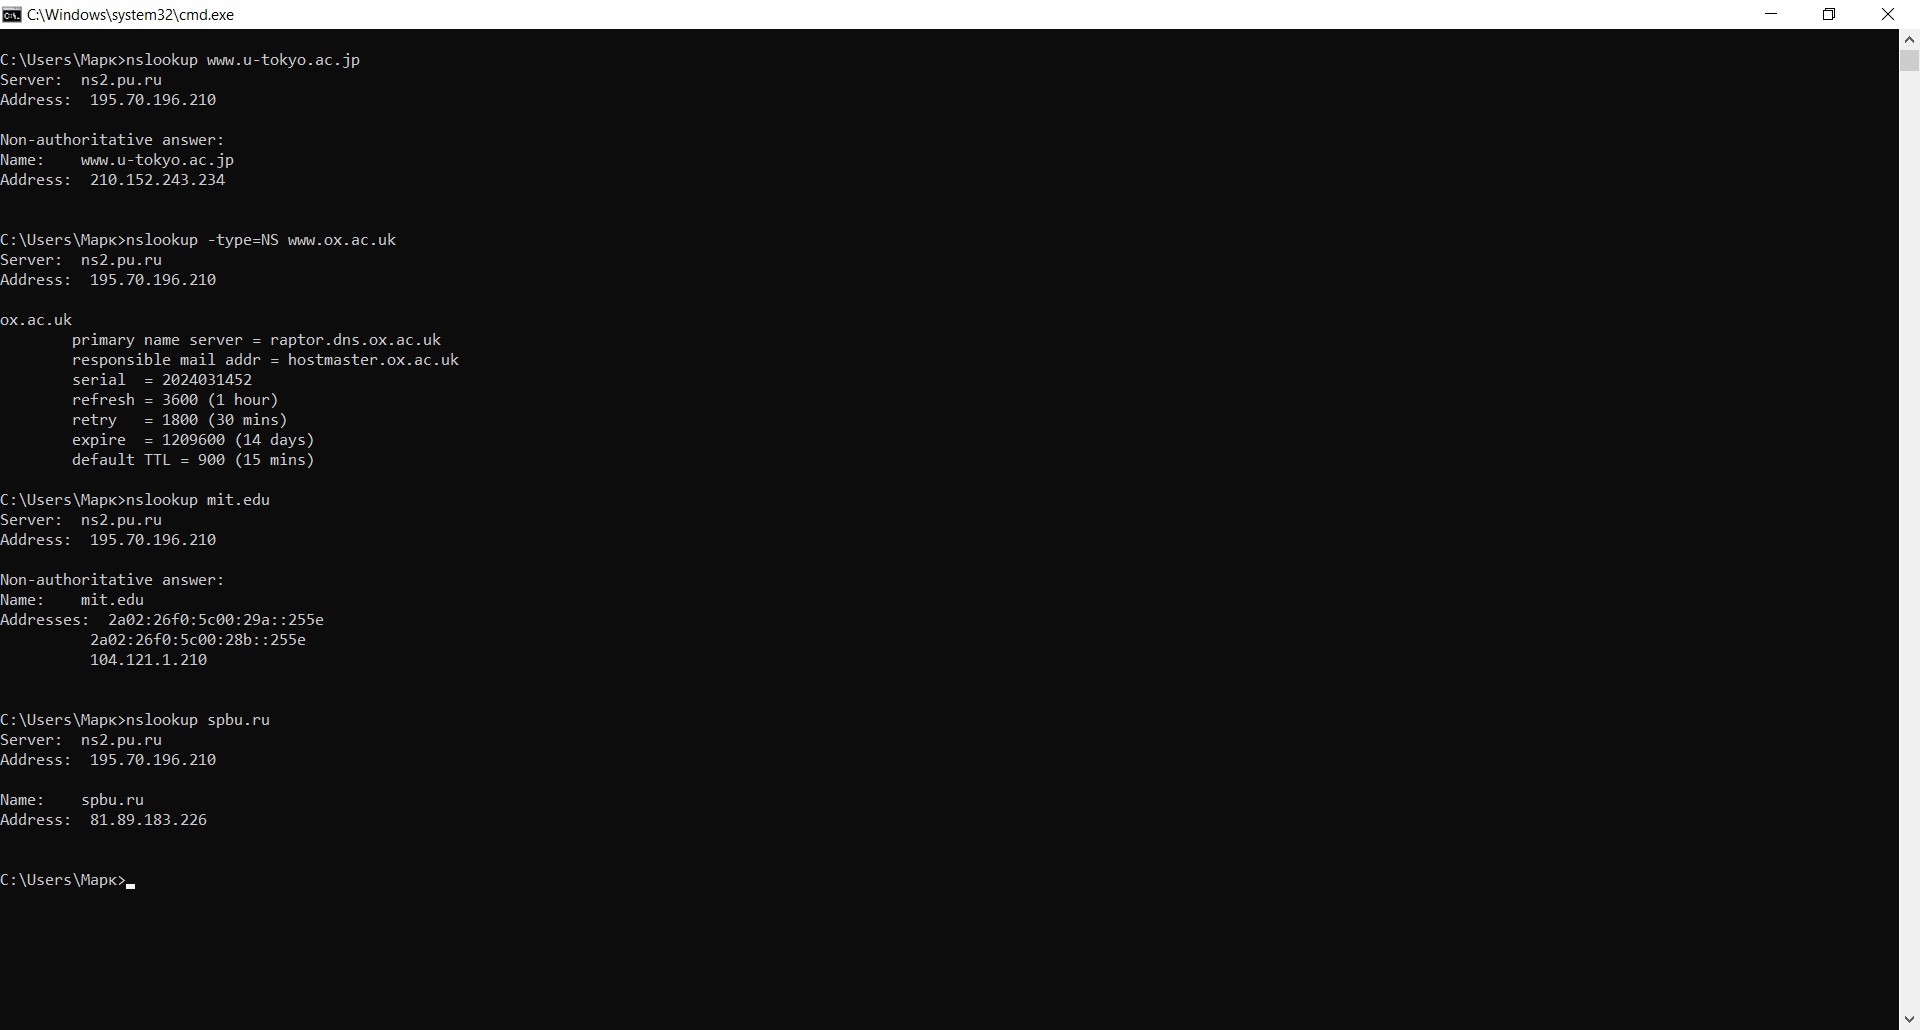 C:\Windows\system32\cmd.exe
C:\Users\Марк>nslookup www.u-tokyo.ac.jp
Server:  ns2.pu.ru
Address:  195.70.196.210
Non-authoritative answer:
Name:    www.u-tokyo.ac.jp
Address:  210.152.243.234
C:\Users\Марк>nslookup -type=NS www.ox.ac.uk
Server:  ns2.pu.ru
Address:  195.70.196.210
ox.ac.uk
        primary name server = raptor.dns.ox.ac.uk
        responsible mail addr = hostmaster.ox.ac.uk
        serial  = 2024031452
        refresh = 3600 (1 hour)
        retry   = 1800 (30 mins)
        expire  = 1209600 (14 days)
        default TTL = 900 (15 mins)
C:\Users\Марк>nslookup mit.edu
Server:  ns2.pu.ru
Address:  195.70.196.210
Non-authoritative answer:
Name:    mit.edu
Addresses:  2a02:26f0:5c00:29a::255e
          2a02:26f0:5c00:28b::255e
          104.121.1.210
C:\Users\Марк>nslookup spbu.ru
Server:  ns2.pu.ru
Address:  195.70.196.210
Name:    spbu.ru
Address:  81.89.183.226
C:\Users\Марк>